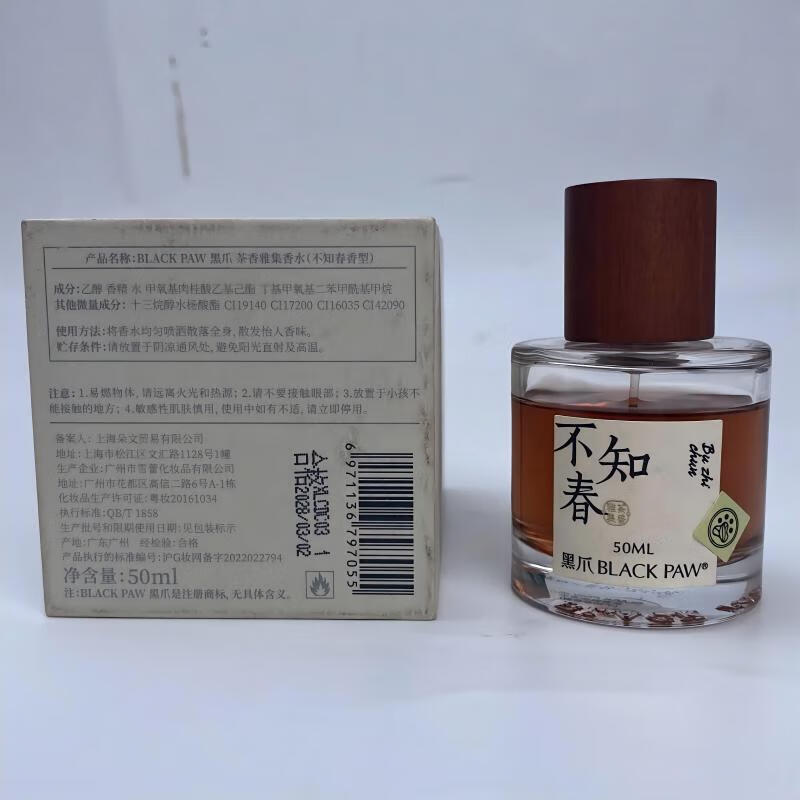 产品名称:BLACK PAW 黑爪 茶香雅集香水(不知春香型)
成分:乙醇 香精 水 甲氧基肉桂酸乙基己酯 丁基甲氧基二苯甲酰基甲烷
其他微量成分: 十三烷醇水杨酸酯 CI19140 CI17200 CI16035 CI42090
使用方法:将香水均匀喷洒散落全身,散发怡人香味。
贮存条件:请放置于阴凉通风处,避免阳光直射及高温。
注意:1.易燃物体,请远离火光和热源;2.请不要接触眼部;3.放置于小孩不
能接触的地方;4.敏感性肌肤慎用,使用中如有不适,请立即停用。
备案人:上海朵文贸易有限公司
地址:上海市松江区文诚路1128号1幢
生产企业:广州市雪蕾化妆品有限公司
地址:广州市花都区高信二路6号A-1栋
化妆品生产许可证:粤妆20161034
执行标准:QB/T 1858
生产批号和限期使用日期:见包装标示
产地:广东广州 经检验:合格
产品执行的标准编号:沪G妆网备字2022022794
净含量:50ml
注:BLACK PAW 黑爪是注册商标,无具体含义。
2028/03/02
6971136797055
不知春
Bu zhi
chun
50ML
黑爪 BLACK PAW®